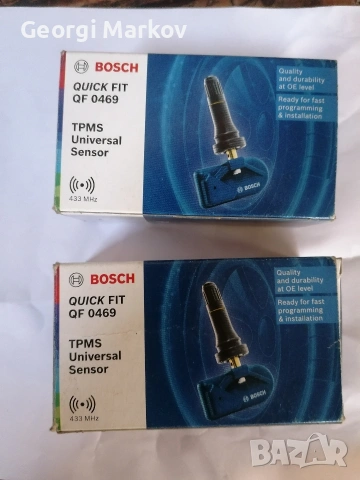 Georgi Markov
BOSCH
QUICK FIT
QF 0469
TPMS
Universal
Sensor
433 MHz
Quality
and durability
at OE level
Ready for fast
programming
& installation
BOSCH
BOSCH
QUICK FIT
QF 0469
TPMS
Universal
Sensor
433 MHz
Quality
and durability
at OE level
Ready for fast
programming
& installation
BOSCH
BAZAR
bg